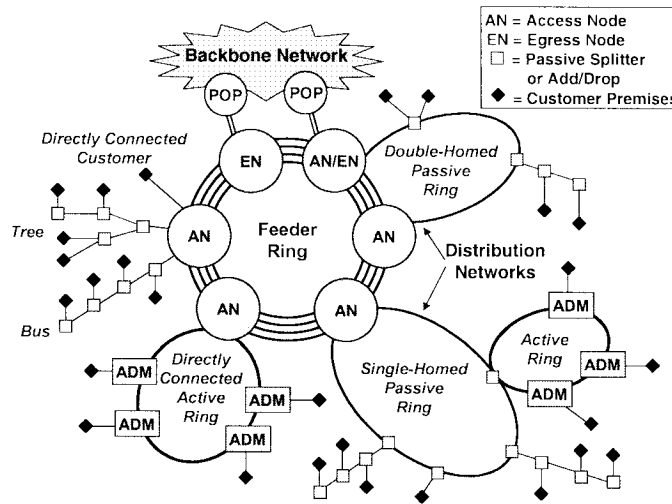 Backbone Network
POP
POP
AN = Access Node
EN = Egress Node
= Passive Splitter
or Add/Drop
= Customer Premises
Directly Connected
Customer
EN
AN/EN
Double-Homed
Passive
Ring
Tree
AN
Feeder
Ring
AN
Distribution
Networks
Bus
AN
AN
ADM
Directly
Connected
Active
Ring
ADM
ADM
ADM
ADM
Single-Homed
Passive
Ring
ADM
Active
Ring
ADM
ADM